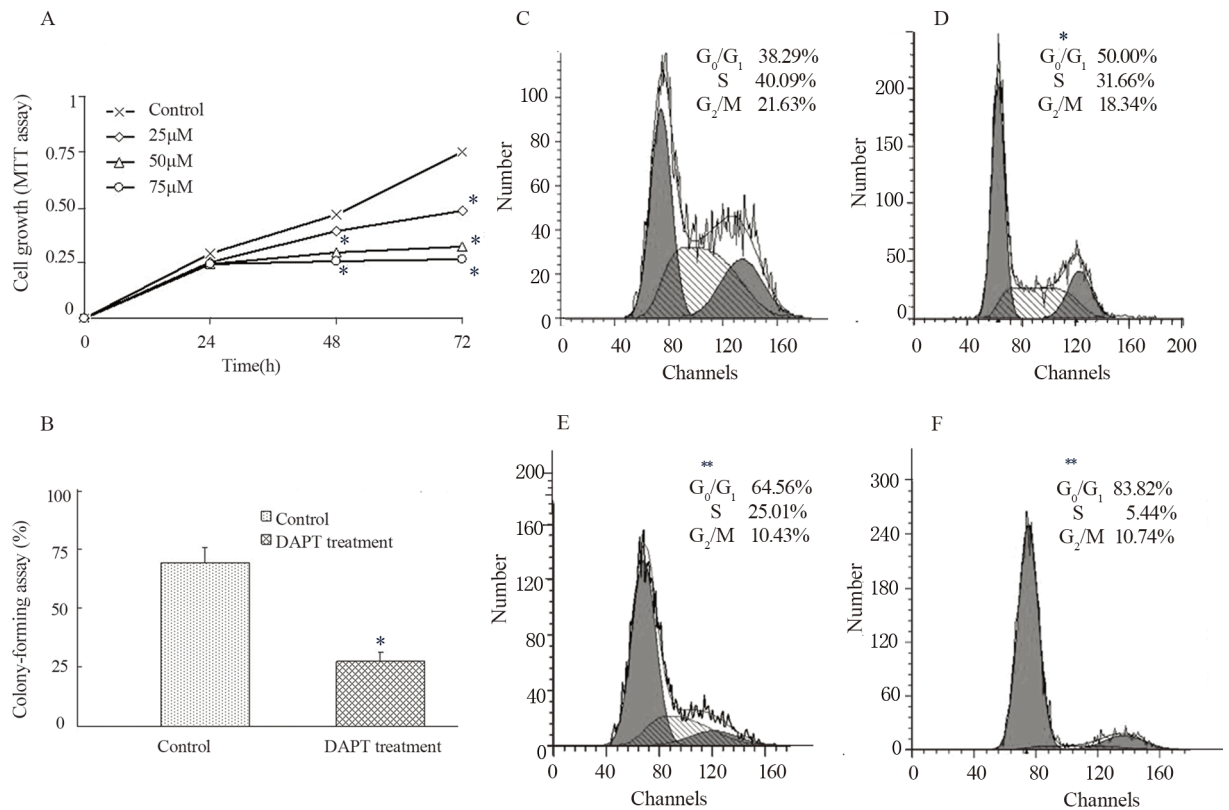 A
Cell growth (MTT assay)
1
0.75
0.50
0.25
0
Control
25μM
50μM
75μM
*
*
*
*
*
0
24
48
72
Time(h)
B
Colony-forming assay (%)
100
75
50
25
0
Control
DAPT treatment
*
Control
DAPT treatment
C
Number
100
80
60
40
20
0
G0/G1 38.29%
S 40.09%
G2/M 21.63%
0 40 80 120 160
Channels
D
Number
200
150
100
50
0
*
G0/G1 50.00%
S 31.66%
G2/M 18.34%
0 40 80 120 160 200
Channels
E
Number
200
160
120
80
40
0
**
G0/G1 64.56%
S 25.01%
G2/M 10.43%
0 40 80 120 160
Channels
F
Number
300
240
180
120
60
0
**
G0/G1 83.82%
S 5.44%
G2/M 10.74%
0 40 80 120 160
Channels